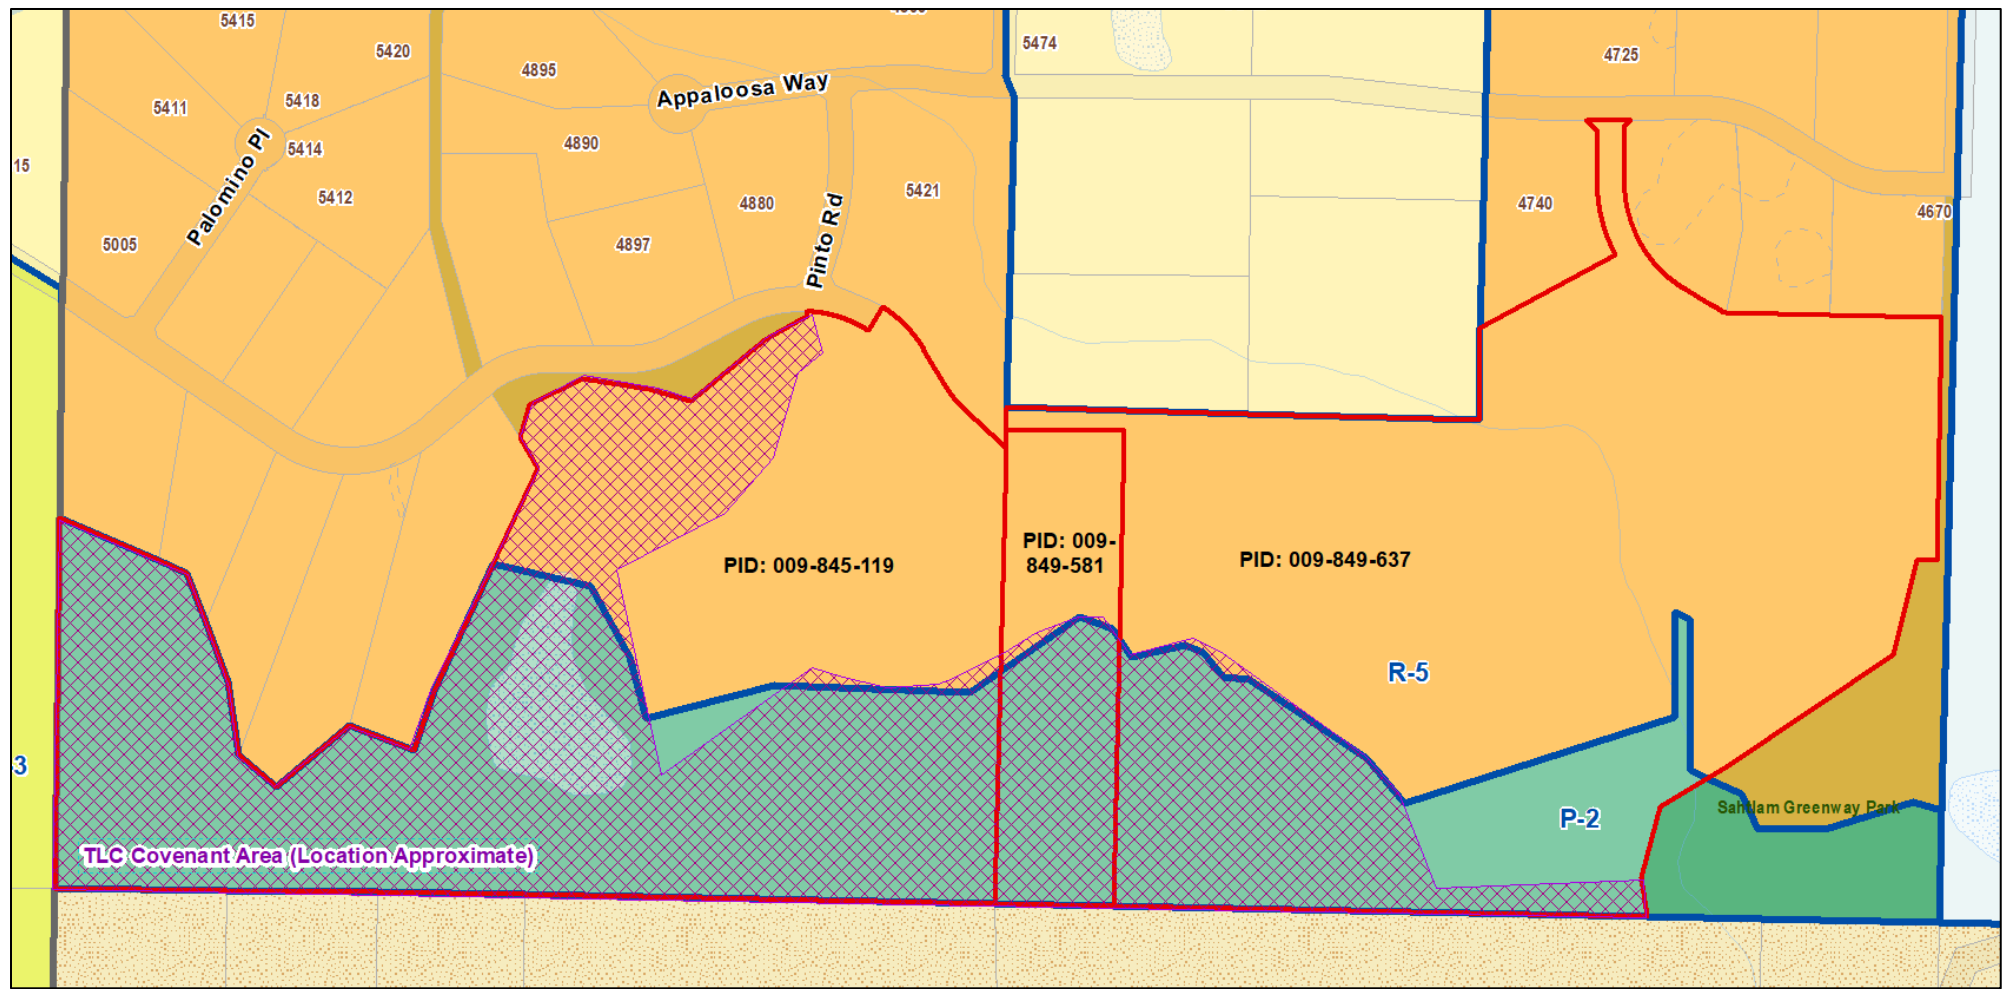 5415
5420
5474
4725
4895
5411
5418
Appaloosa Way
4890
5414
15
Palomino Pl
5412
4880
5421
4740
4670
5005
4897
Pinto Rd
PID: 009-845-119
PID: 009-
849-581
PID: 009-849-637
R-5
3
P-2
Sahtlam Greenway Park
TLC Covenant Area (Location Approximate)